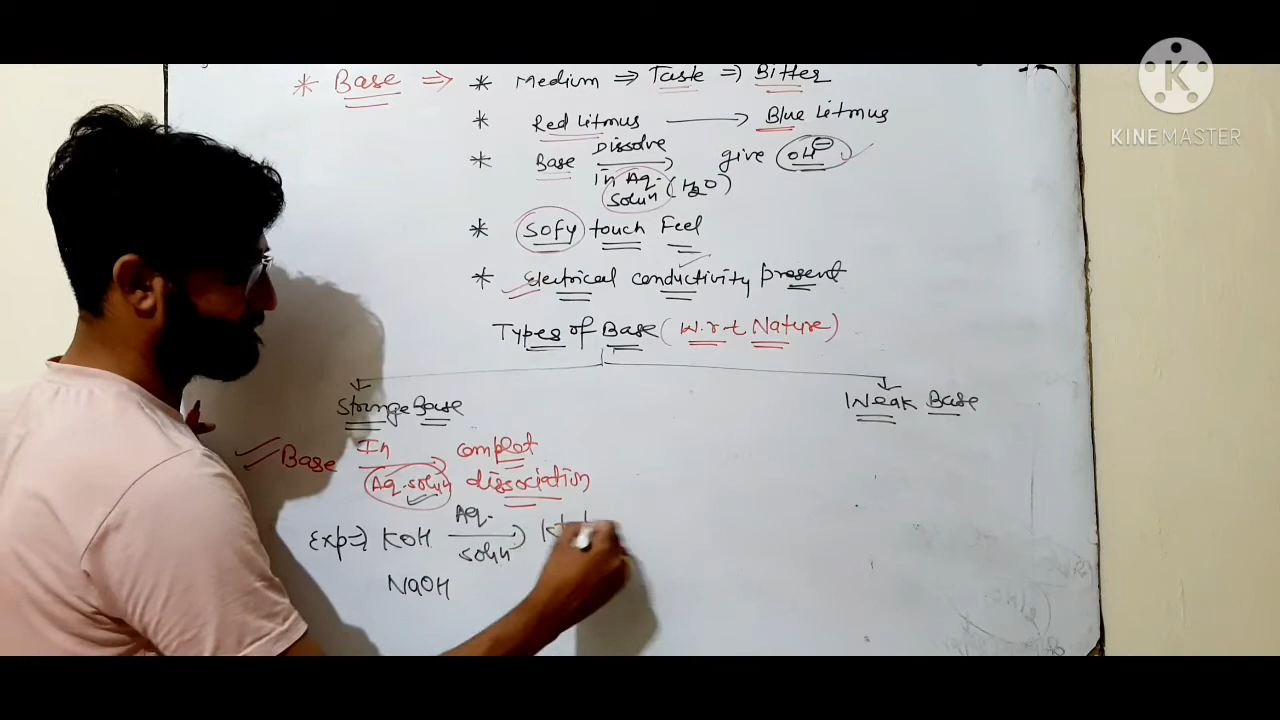 * Base ⇒ * Medium ⇒ Taste ⇒ Bitter
* Red Litmus → Blue Litmus
* Base Dissolve → give OH⊖
In Aq. Solun (H2O)
* Sofy touch Feel
* Electrical conductivity present
Types of Base (W.r.t Nature)
Stronge Base Weak Base
Base In → complet
Aq. Solun dissociation
Exp ⇒ KOH Aq. → K+ +
Solun
NaOH
K
KINEMASTER